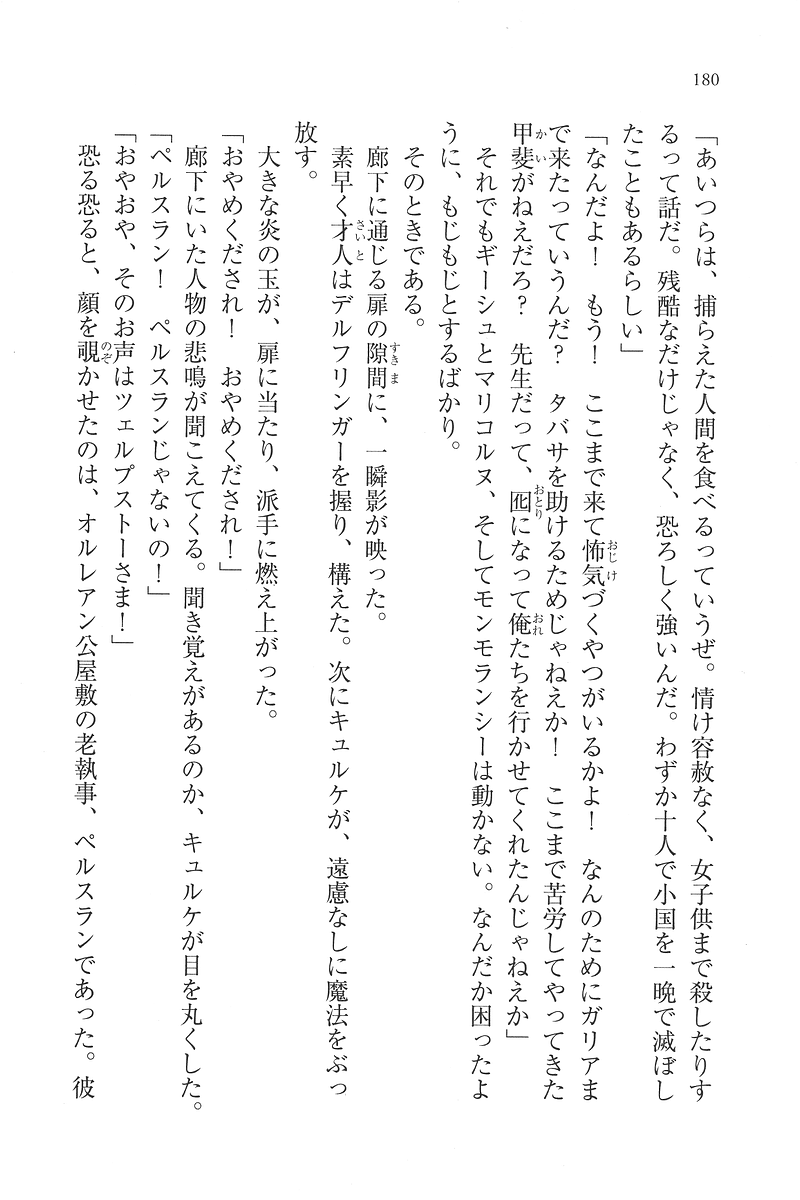 180
「あいつらは、捕らえた人間を食べるっていうぜ。情け容赦なく、女子供まで殺したりす
るって話だ。残酷なだけじゃなく、恐ろしく強いんだ。わずか十人で小国を一晩で滅ぼし
たこともあるらしい」
「なんだよ！　もう！　ここまで来て怖気づくやつがいるかよ！　なんのためにガリアま
で来たっていうんだ？　タバサを助けるためじゃねえか！　ここまで苦労してやってきた
甲斐がねえだろ？　先生だって、囮になって俺たちを行かせてくれたんじゃねえか」
それでもギーシュとマリコルヌ、そしてモンモランシーは動かない。なんだか困ったよ
うに、もじもじとするばかり。
そのときである。
廊下に通じる扉の隙間に、一瞬影が映った。
素早く才人はデルフリンガーを握り、構えた。次にキュルケが、遠慮なしに魔法をぶっ
放す。
大きな炎の玉が、扉に当たり、派手に燃え上がった。
「おやめくだされ！　おやめくだされ！」
廊下にいた人物の悲鳴が聞こえてくる。聞き覚えがあるのか、キュルケが目を丸くした。
「ペルスラン！　ペルスランじゃないの！」
「おやおや、そのお声はツェルプストーさま！」
恐る恐ると、顔を覗かせたのは、オルレアン公屋敷の老執事、ペルスランであった。彼